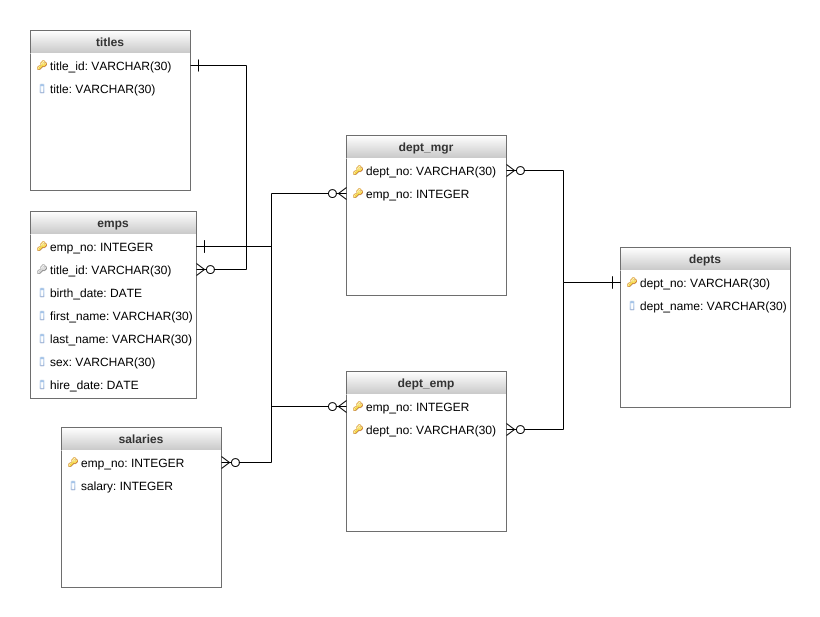 titles
title_id: VARCHAR(30)
title: VARCHAR(30)
emps
emp_no: INTEGER
title_id: VARCHAR(30)
birth_date: DATE
first_name: VARCHAR(30)
last_name: VARCHAR(30)
sex: VARCHAR(30)
hire_date: DATE
salaries
emp_no: INTEGER
salary: INTEGER
dept_mgr
dept_no: VARCHAR(30)
emp_no: INTEGER
dept_emp
emp_no: INTEGER
dept_no: VARCHAR(30)
depts
dept_no: VARCHAR(30)
dept_name: VARCHAR(30)